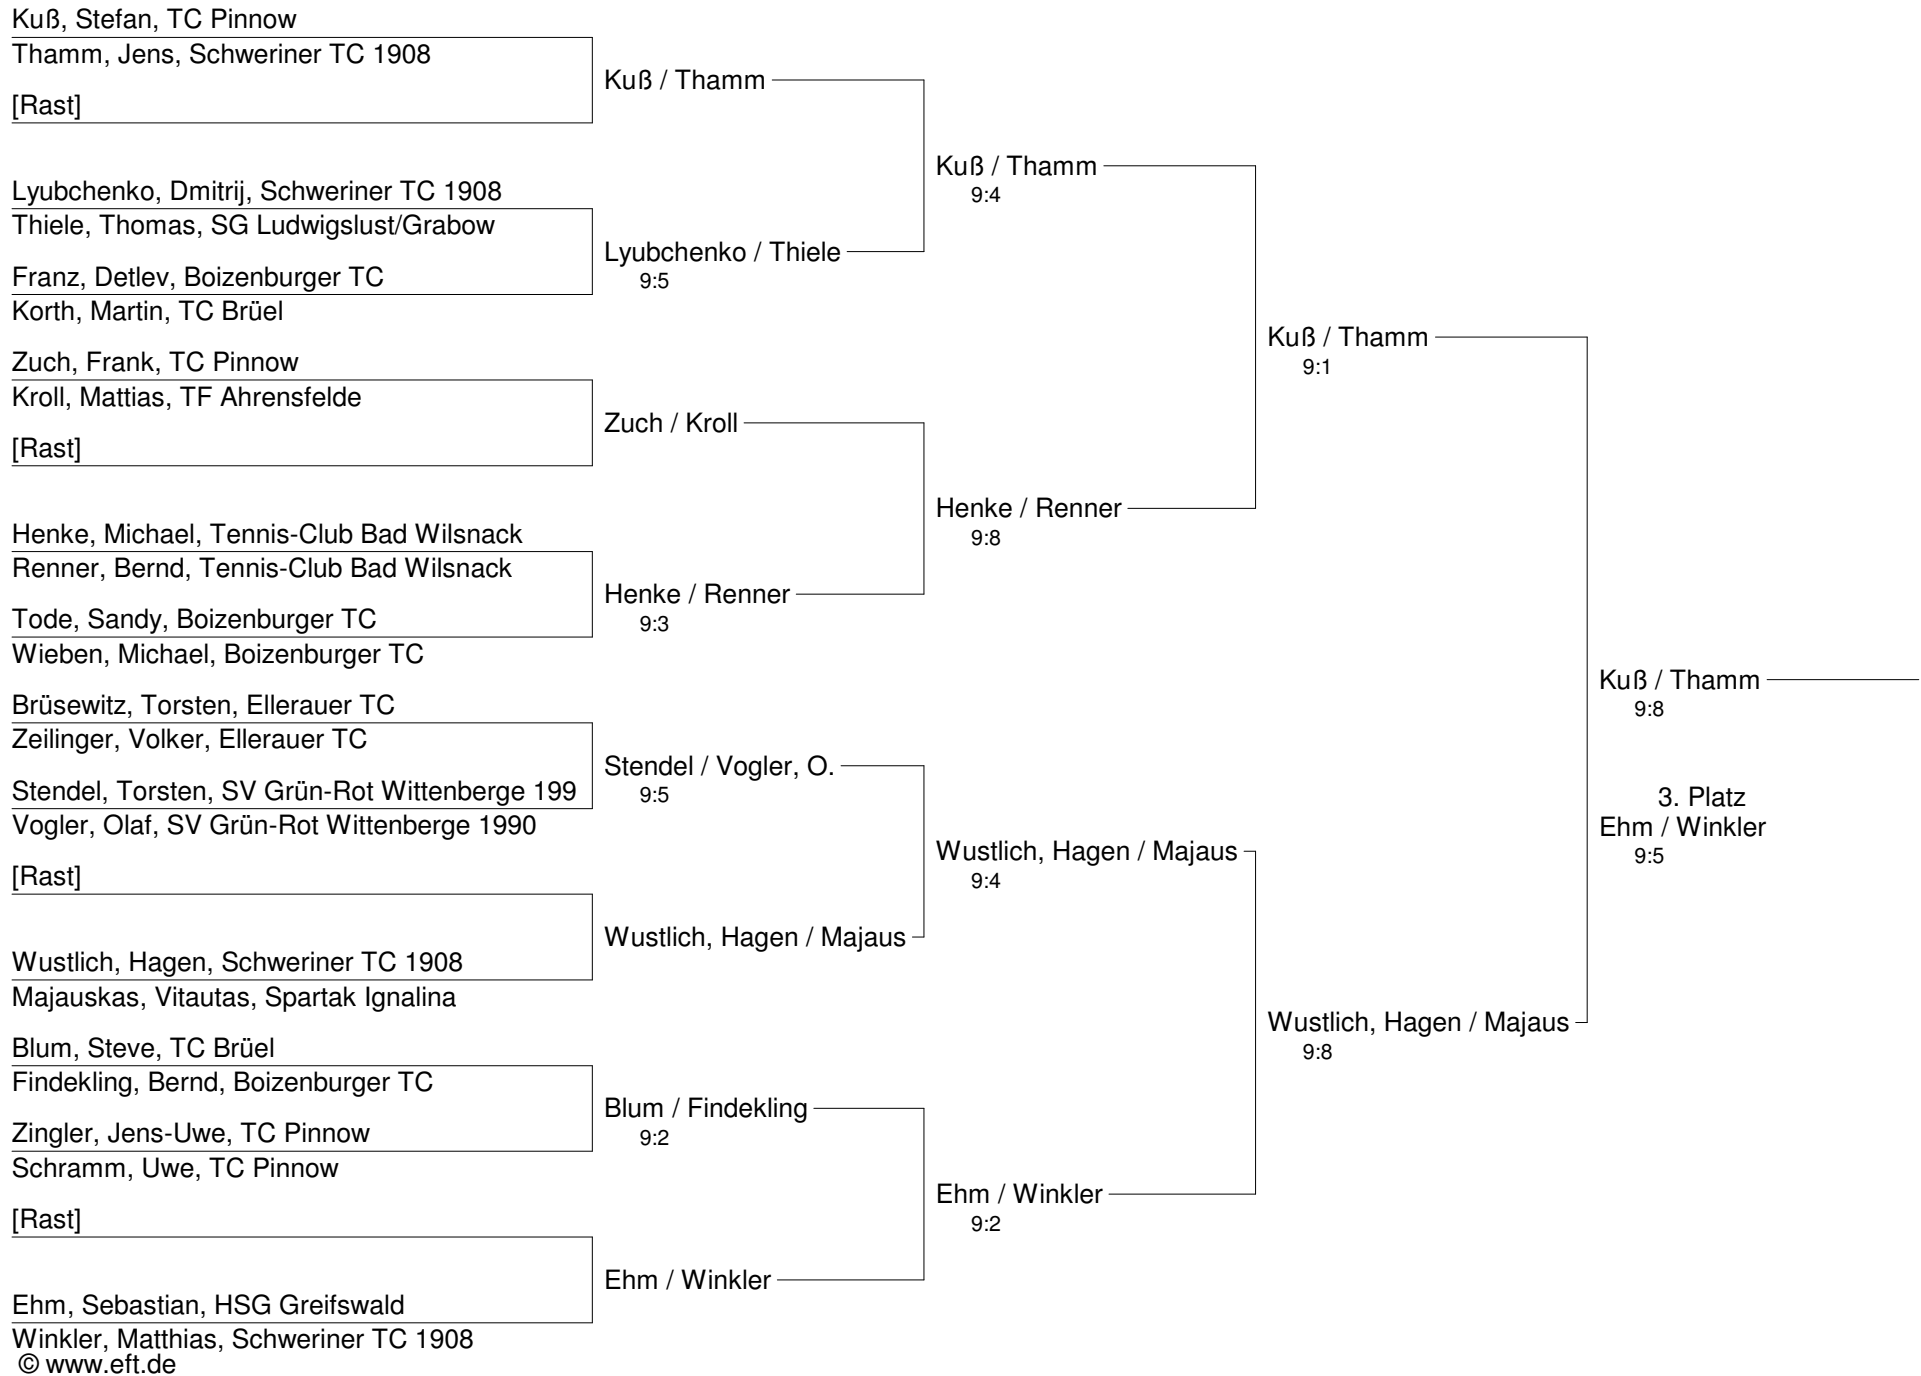 Kuß, Stefan, TC Pinnow
Thamm, Jens, Schweriner TC 1908
[Rast]
Lyubchenko, Dmitrij, Schweriner TC 1908
Thiele, Thomas, SG Ludwigslust/Grabow
Franz, Detlev, Boizenburger TC
Korth, Martin, TC Brüel
Zuch, Frank, TC Pinnow
Kroll, Mattias, TF Ahrensfelde
[Rast]
Henke, Michael, Tennis-Club Bad Wilsnack
Renner, Bernd, Tennis-Club Bad Wilsnack
Tode, Sandy, Boizenburger TC
Wieben, Michael, Boizenburger TC
Brüsewitz, Torsten, Ellerauer TC
Zeilinger, Volker, Ellerauer TC
Stendel, Torsten, SV Grün-Rot Wittenberge 199
Vogler, Olaf, SV Grün-Rot Wittenberge 1990
[Rast]
Wustlich, Hagen, Schweriner TC 1908
Majauskas, Vitautas, Spartak Ignalina
Blum, Steve, TC Brüel
Findekling, Bernd, Boizenburger TC
Zingler, Jens-Uwe, TC Pinnow
Schramm, Uwe, TC Pinnow
[Rast]
Ehm, Sebastian, HSG Greifswald
Winkler, Matthias, Schweriner TC 1908
© www.eft.de
Kuß / Thamm
Lyubchenko / Thiele
9:5
Zuch / Kroll
Henke / Renner
9:3
Stendel / Vogler, O.
9:5
Wustlich, Hagen / Majaus
Blum / Findekling
9:2
Ehm / Winkler
Kuß / Thamm
9:4
Henke / Renner
9:8
Wustlich, Hagen / Majaus
9:4
Ehm / Winkler
9:2
Kuß / Thamm
9:1
Wustlich, Hagen / Majaus
9:8
Kuß / Thamm
9:8
3. Platz
Ehm / Winkler
9:5